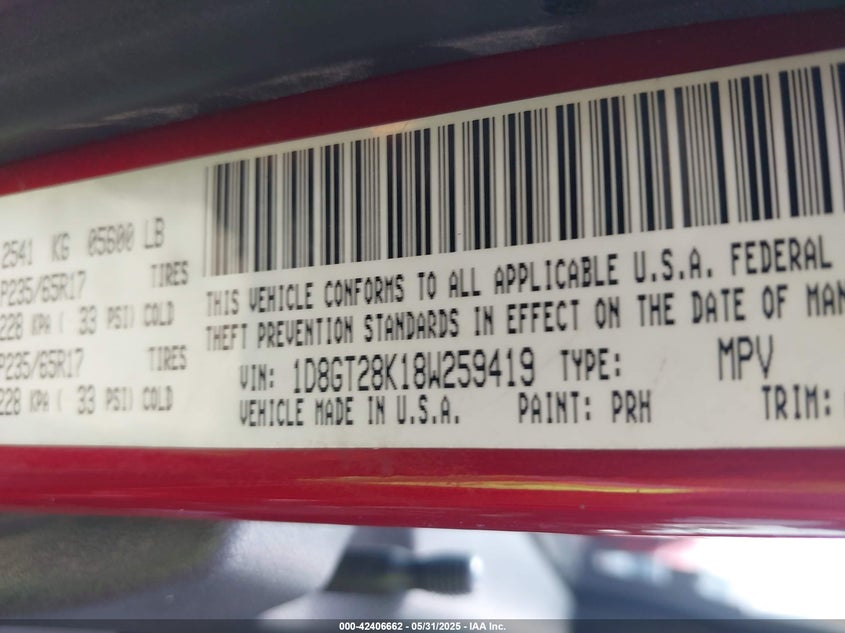 2541 KG 05600 LB
P235/65R17 TIRES
228 KPA ( 33 PSI) COLD
P235/65R17 TIRES
228 KPA ( 33 PSI) COLD
THIS VEHICLE CONFORMS TO ALL APPLICABLE U.S.A. FEDERAL
THEFT PREVENTION STANDARDS IN EFFECT ON THE DATE OF MAN
VIN: 1D8GT28K18W259419 TYPE: MPV
VEHICLE MADE IN U.S.A. PAINT: PRH TRIM:
000-42406662 - 05/31/2025 - IAA Inc.